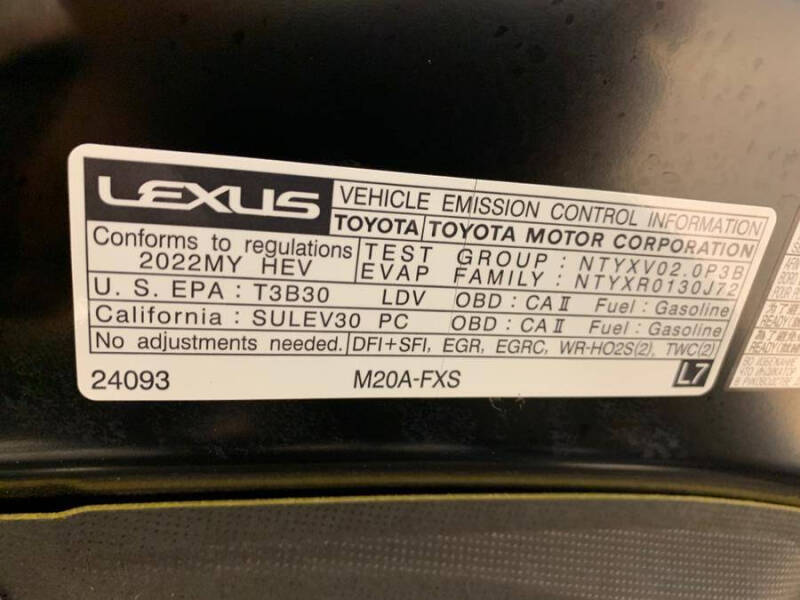 LEXUS
VEHICLE EMISSION CONTROL INFORMATION
TOYOTA TOYOTA MOTOR CORPORATION
Conforms to regulations
2022MY HEV
TEST GROUP : NTYXV02.0P3B
EVAP FAMILY : NTYXR0130J72
U. S. EPA : T3B30 LDV OBD : CA II Fuel : Gasoline
California : SULEV30 PC OBD : CA II Fuel : Gasoline
No adjustments needed. DFI+SFI, EGR, EGRC, WR-HO2S(2), TWC(2)
24093 M20A-FXS L7